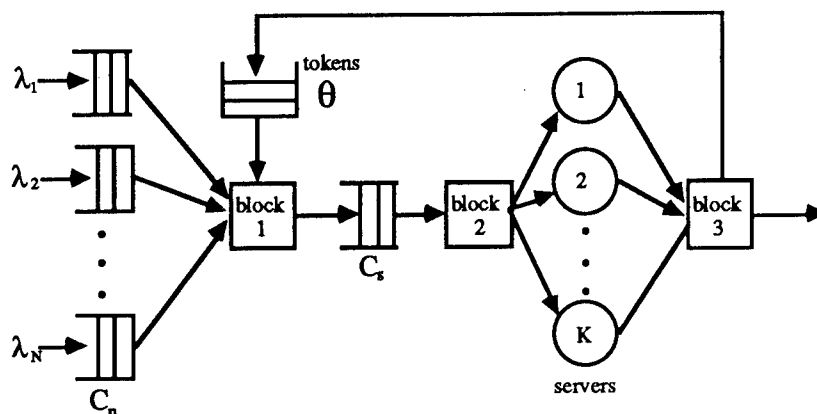 λ1
λ2
λN
Cn
tokens
θ
block
1
Cs
block
2
1
2
K
servers
block
3